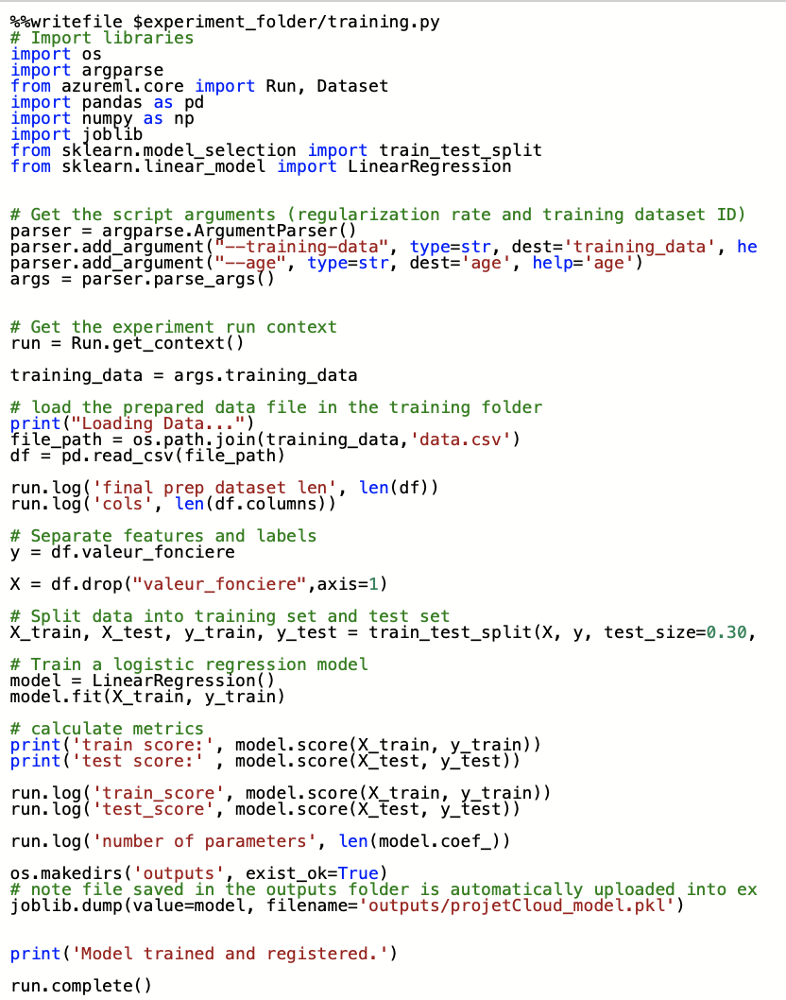 %%writefile $experiment_folder/training.py
# Import libraries
import os
import argparse
from azureml.core import Run, Dataset
import pandas as pd
import numpy as np
import joblib
from sklearn.model_selection import train_test_split
from sklearn.linear_model import LinearRegression
# Get the script arguments (regularization rate and training dataset ID)
parser = argparse.ArgumentParser()
parser.add_argument("--training-data", type=str, dest='training_data', he
parser.add_argument("--age", type=str, dest='age', help='age')
args = parser.parse_args()
# Get the experiment run context
run = Run.get_context()
training_data = args.training_data
# load the prepared data file in the training folder
print("Loading Data...")
file_path = os.path.join(training_data,'data.csv')
df = pd.read_csv(file_path)
run.log('final prep dataset len', len(df))
run.log('cols', len(df.columns))
# Separate features and labels
y = df.valeur_fonciere
X = df.drop("valeur_fonciere",axis=1)
# Split data into training set and test set
X_train, X_test, y_train, y_test = train_test_split(X, y, test_size=0.30,
# Train a logistic regression model
model = LinearRegression()
model.fit(X_train, y_train)
# calculate metrics
print('train score:', model.score(X_train, y_train))
print('test score:' , model.score(X_test, y_test))
run.log('train_score', model.score(X_train, y_train))
run.log('test_score', model.score(X_test, y_test))
run.log('number of parameters', len(model.coef_))
os.makedirs('outputs', exist_ok=True)
# note file saved in the outputs folder is automatically uploaded into ex
joblib.dump(value=model, filename='outputs/projetCloud_model.pkl')
print('Model trained and registered.')
run.complete()